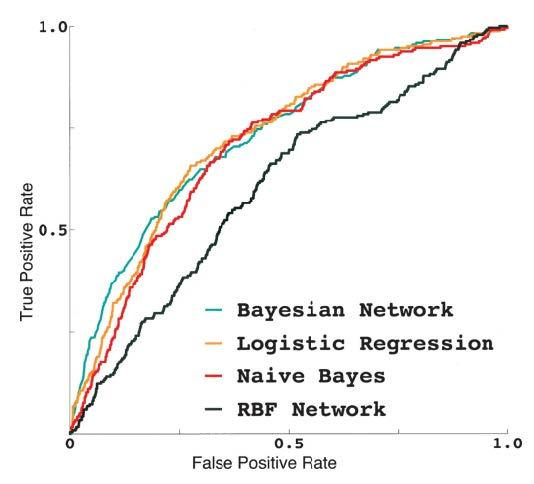 1.0
True Positive Rate
0.5
Bayesian Network
Logistic Regression
Naive Bayes
RBF Network
0
0.5
1.0
False Positive Rate